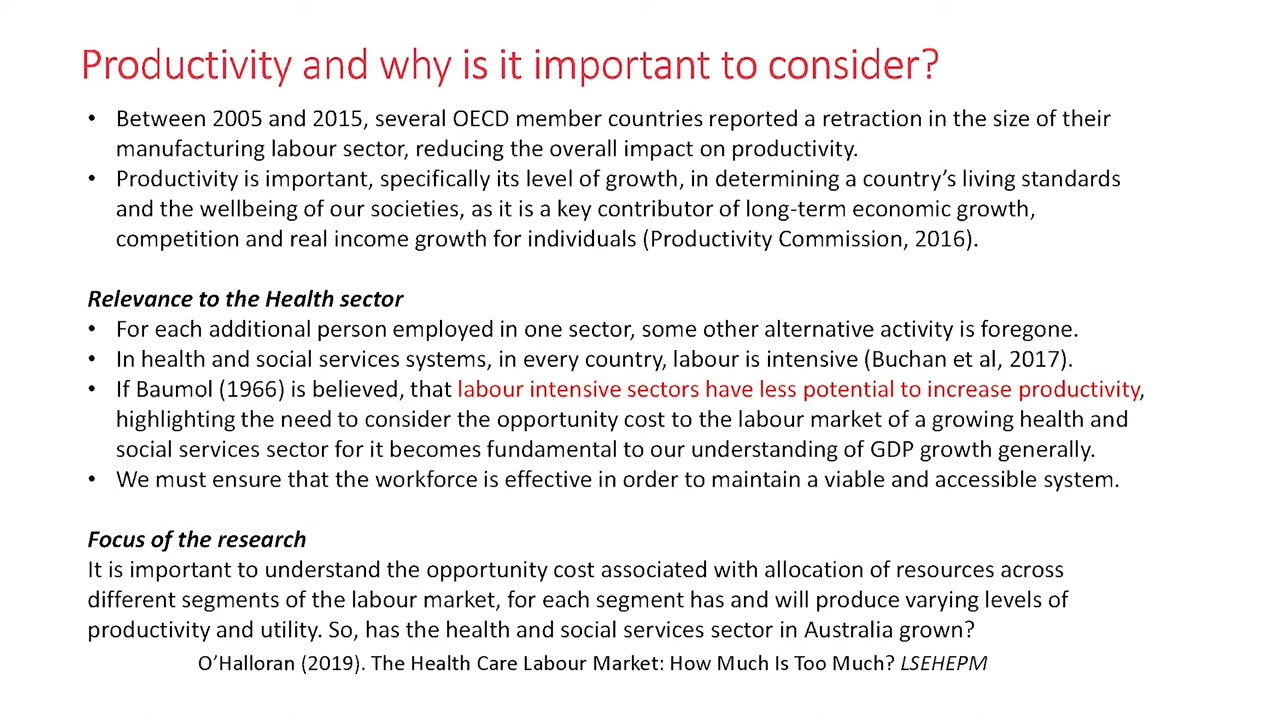 Productivity and why is it important to consider?
• Between 2005 and 2015, several OECD member countries reported a retraction in the size of their
manufacturing labour sector, reducing the overall impact on productivity.
• Productivity is important, specifically its level of growth, in determining a country's living standards
and the wellbeing of our societies, as it is a key contributor of long-term economic growth,
competition and real income growth for individuals (Productivity Commission, 2016).
Relevance to the Health sector
• For each additional person employed in one sector, some other alternative activity is foregone.
• In health and social services systems, in every country, labour is intensive (Buchan et al, 2017).
• If Baumol (1966) is believed, that labour intensive sectors have less potential to increase productivity,
highlighting the need to consider the opportunity cost to the labour market of a growing health and
social services sector for it becomes fundamental to our understanding of GDP growth generally.
• We must ensure that the workforce is effective in order to maintain a viable and accessible system.
Focus of the research
It is important to understand the opportunity cost associated with allocation of resources across
different segments of the labour market, for each segment has and will produce varying levels of
productivity and utility. So, has the health and social services sector in Australia grown?
O'Halloran (2019). The Health Care Labour Market: How Much Is Too Much? LSEHEPM